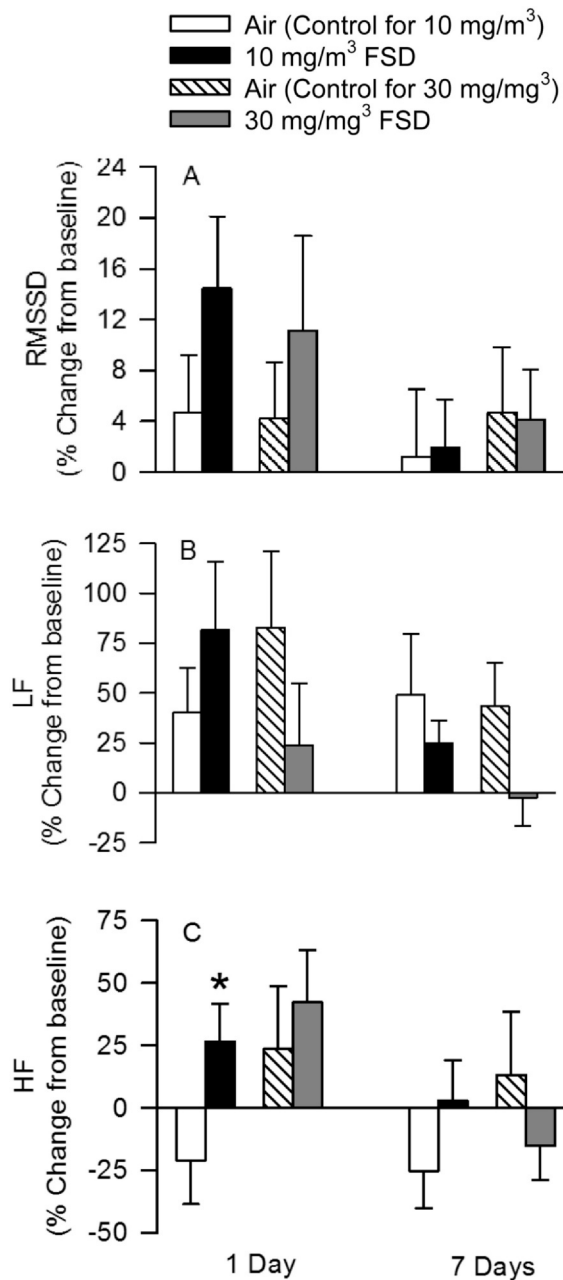 Air (Control for 10 mg/m³)
10 mg/m³ FSD
Air (Control for 30 mg/mg³)
30 mg/mg³ FSD
A
RMSSD
(% Change from baseline)
24
20
16
12
8
4
0
B
LF
(% Change from baseline)
125
100
75
50
25
0
-25
C
*
HF
(% Change from baseline)
75
50
25
0
-25
-50
1 Day 7 Days